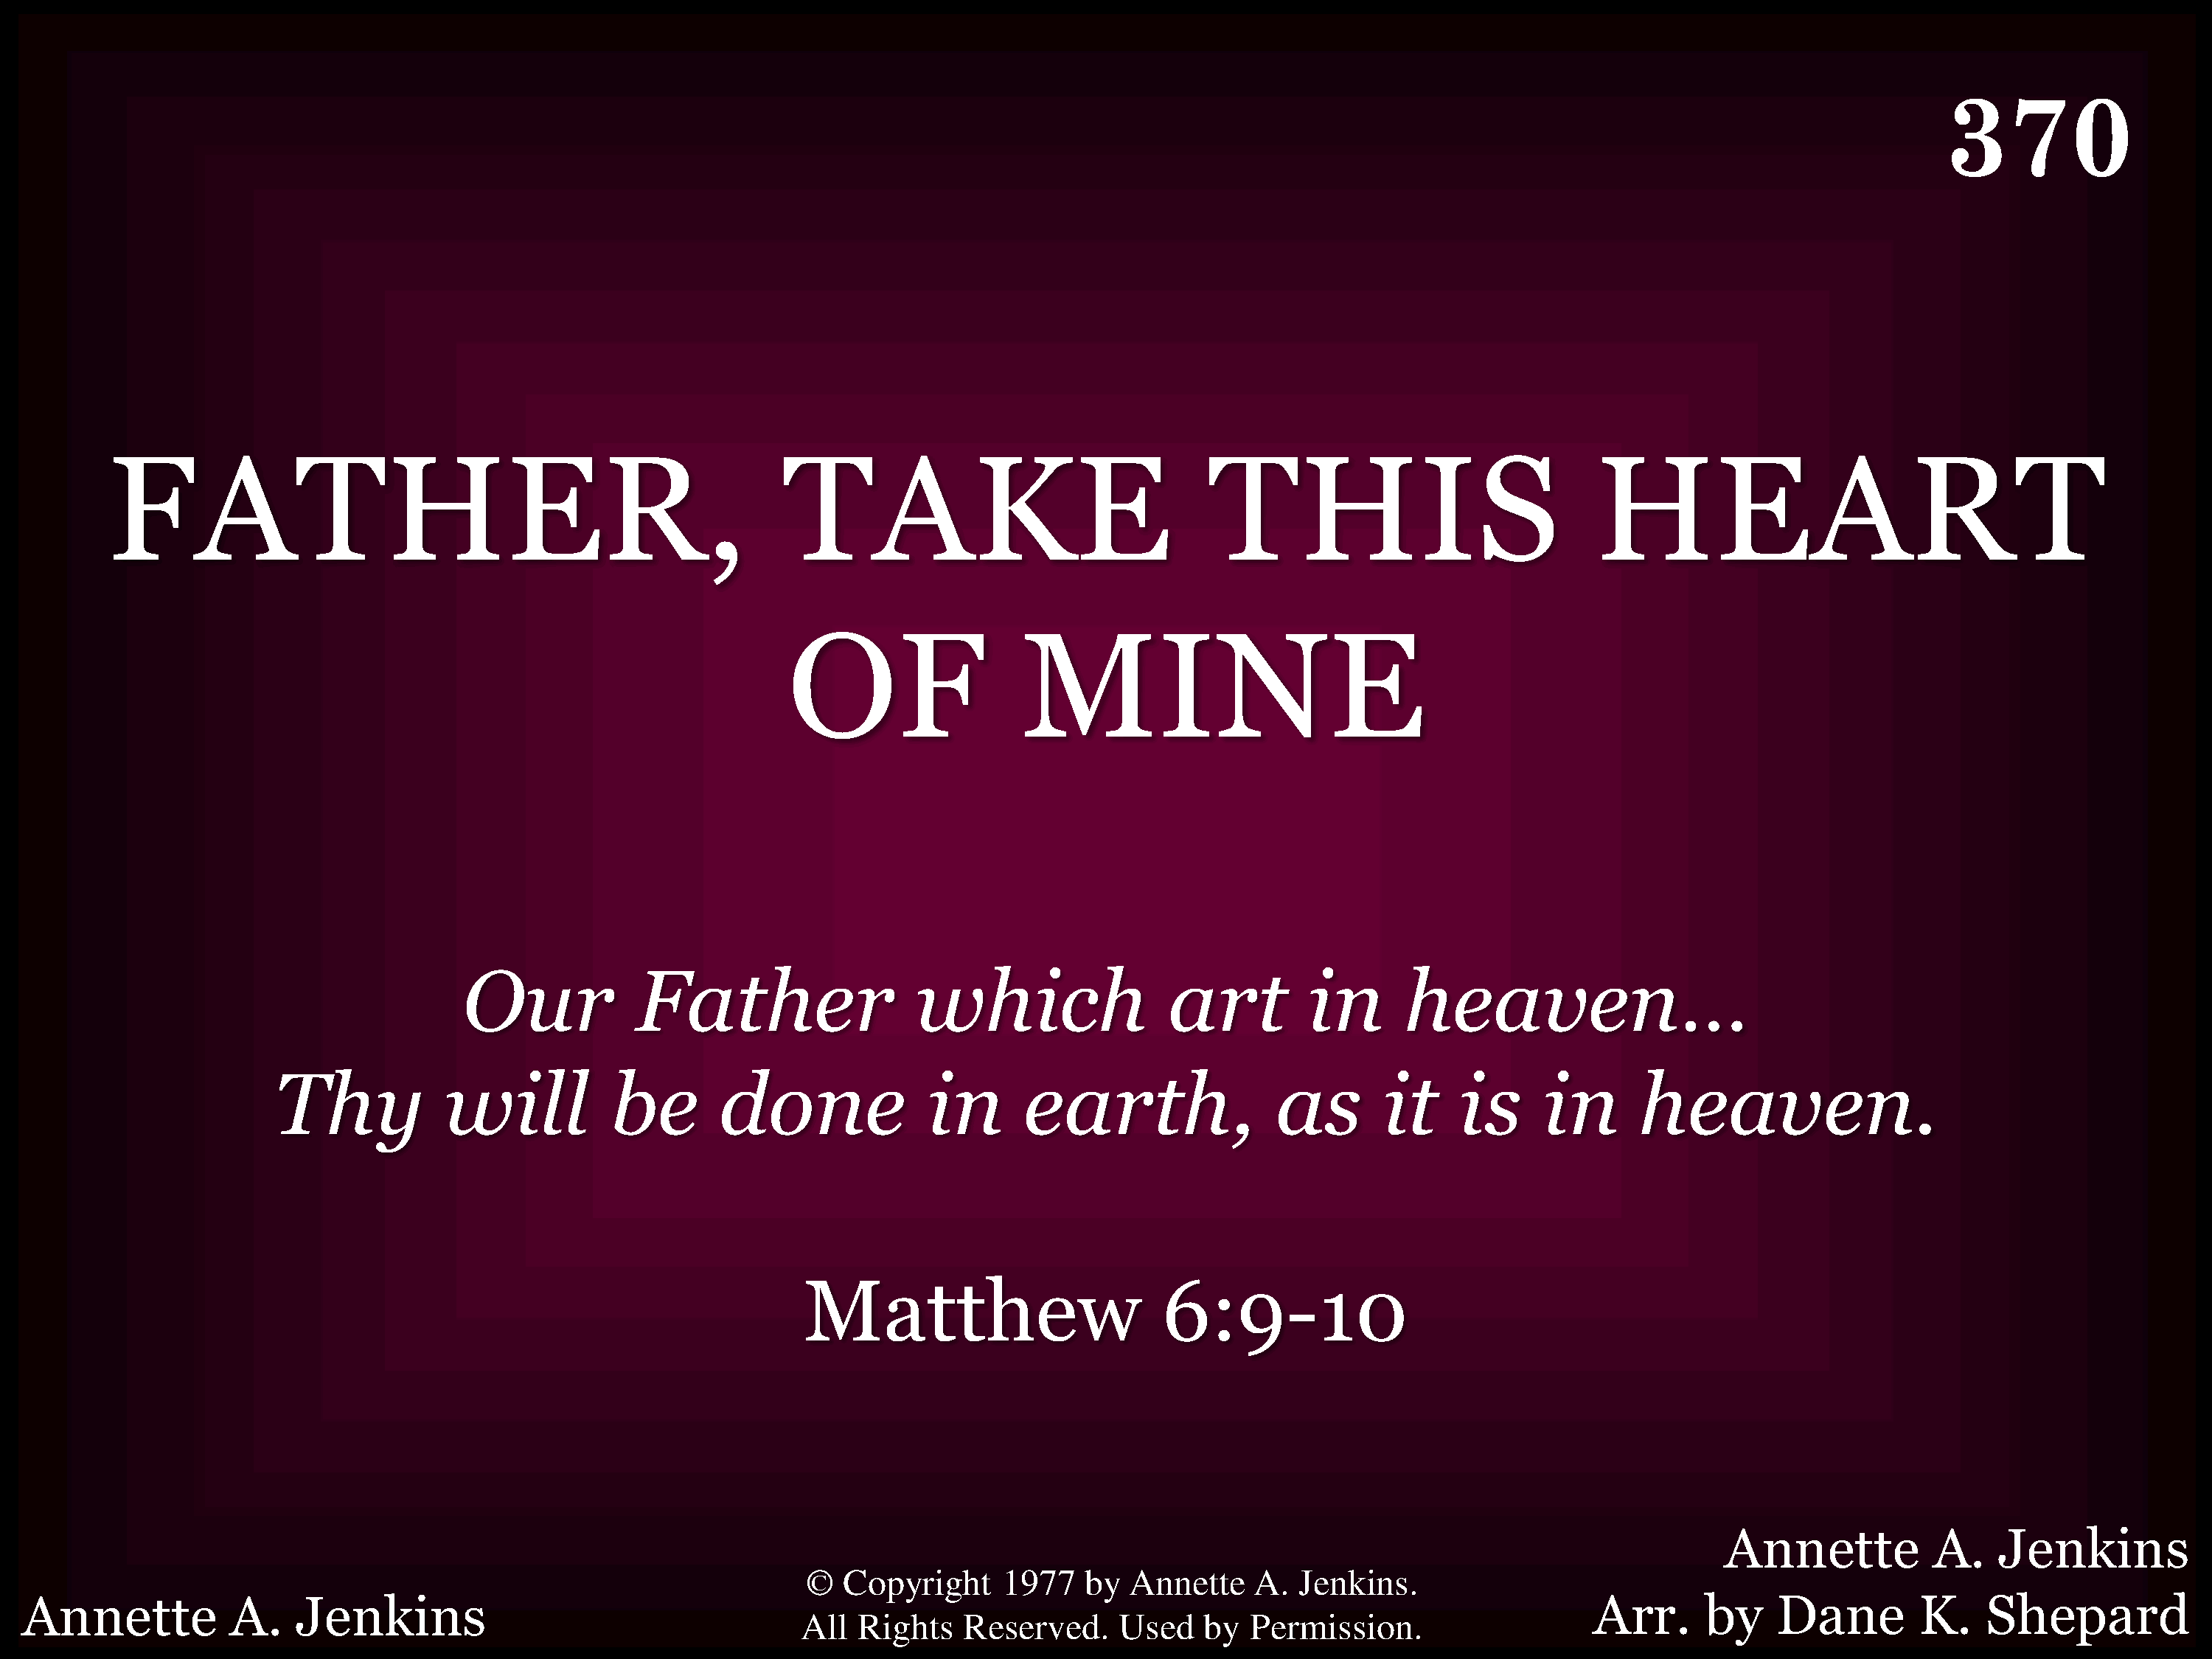 370
FATHER, TAKE THIS HEART
OF MINE
Our Father which art in heaven...
Thy will be done in earth, as it is in heaven.
Matthew 6:9-10
Annette A. Jenkins
© Copyright 1977 by Annette A. Jenkins.
All Rights Reserved. Used by Permission.
Annette A. Jenkins
Arr. by Dane K. Shepard